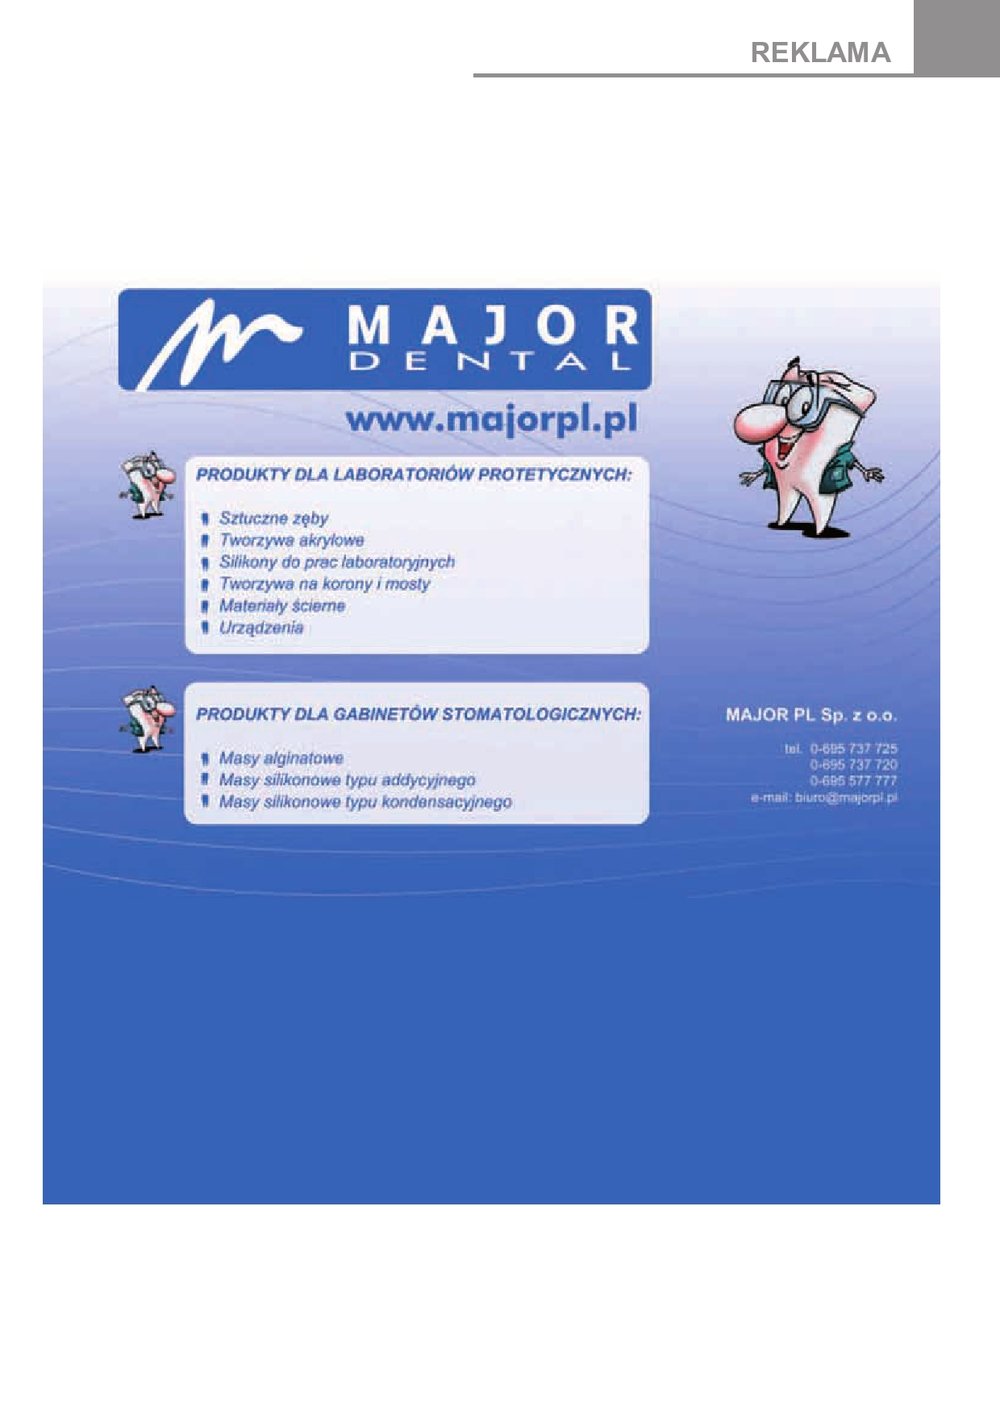 REKLAMA
MAJOR
DENTAL
www.majorpl.pl
PRODUKTY DLA LABORATORIÓW PROTETYCZNYCH:
Sztuczne zęby
Tworzywa akrylowe
Silikony do prac laboratoryjnych
Tworzywa na korony i mosty
Materiały ścierne
Urządzenia
PRODUKTY DLA GABINETÓW STOMATOLOGICZNYCH:
Masy alginatowe
Masy silikonowe typu addycyjnego
Masy silikonowe typu kondensacyjnego
MAJOR PL Sp. z o.o.
tel. 0-695 737 725
0-695 737 720
0-695 577 777
e-mail: biuro@majorpl.pl